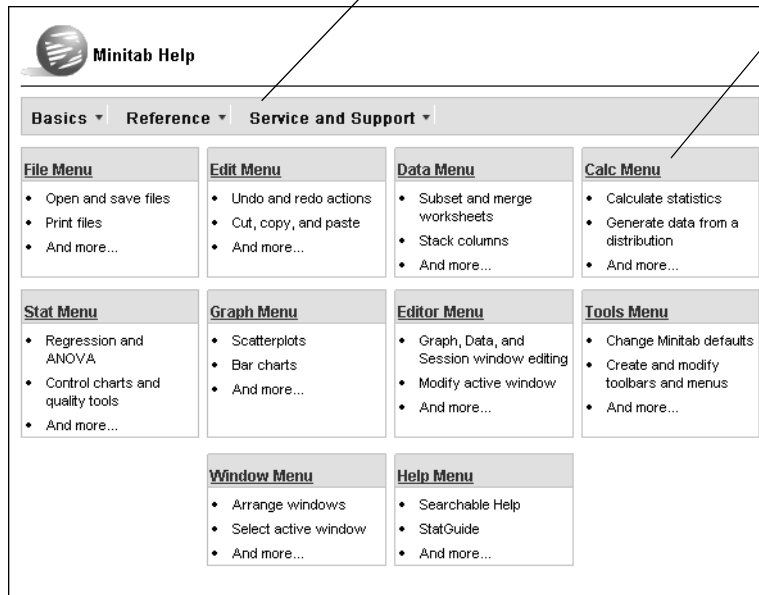 Minitab Help
Basics Reference Service and Support
File Menu
• Open and save files
• Print files
• And more...
Edit Menu
• Undo and redo actions
• Cut, copy, and paste
• And more...
Data Menu
• Subset and merge
worksheets
• Stack columns
• And more...
Calc Menu
• Calculate statistics
• Generate data from a
distribution
• And more...
Stat Menu
• Regression and
ANOVA
• Control charts and
quality tools
• And more...
Graph Menu
• Scatterplots
• Bar charts
• And more...
Editor Menu
• Graph, Data, and
Session window editing
• Modify active window
• And more...
Tools Menu
• Change Minitab defaults
• Create and modify
toolbars and menus
• And more...
Window Menu
• Arrange windows
• Select active window
• And more...
Help Menu
• Searchable Help
• StatGuide
• And more...